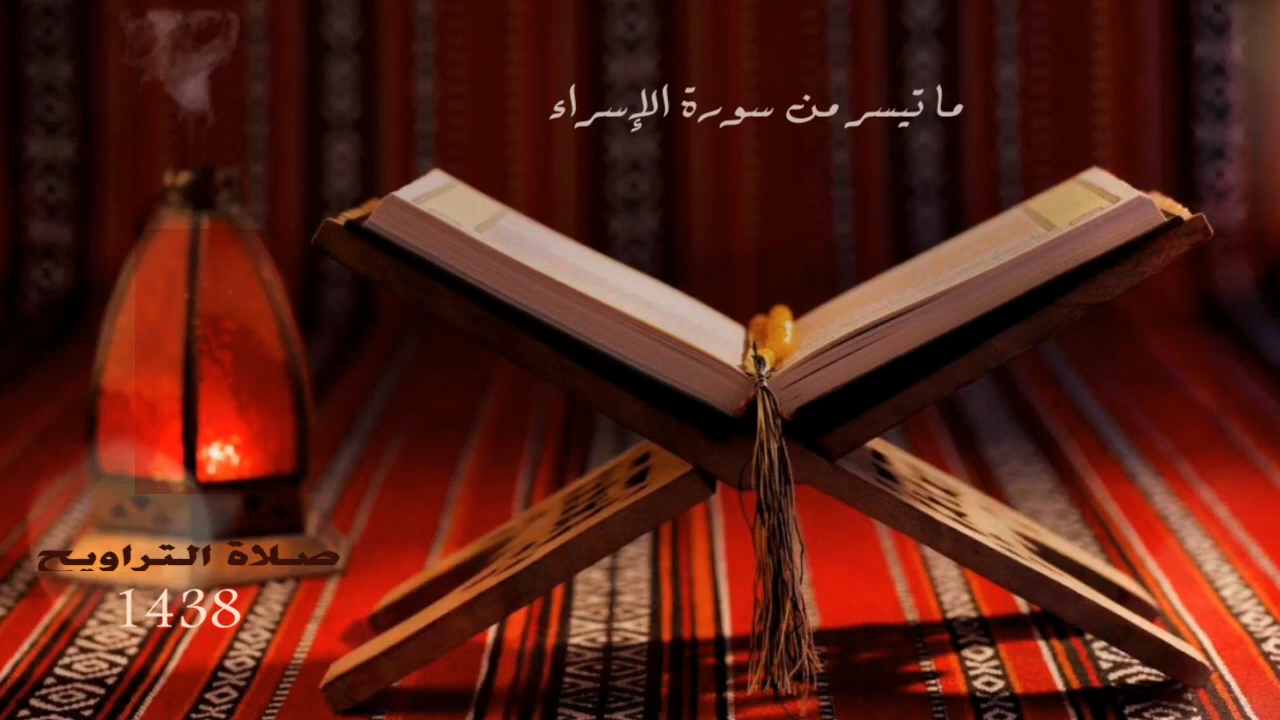 ما تيسر من سورة الإسراء
صلاة التراويح
1438